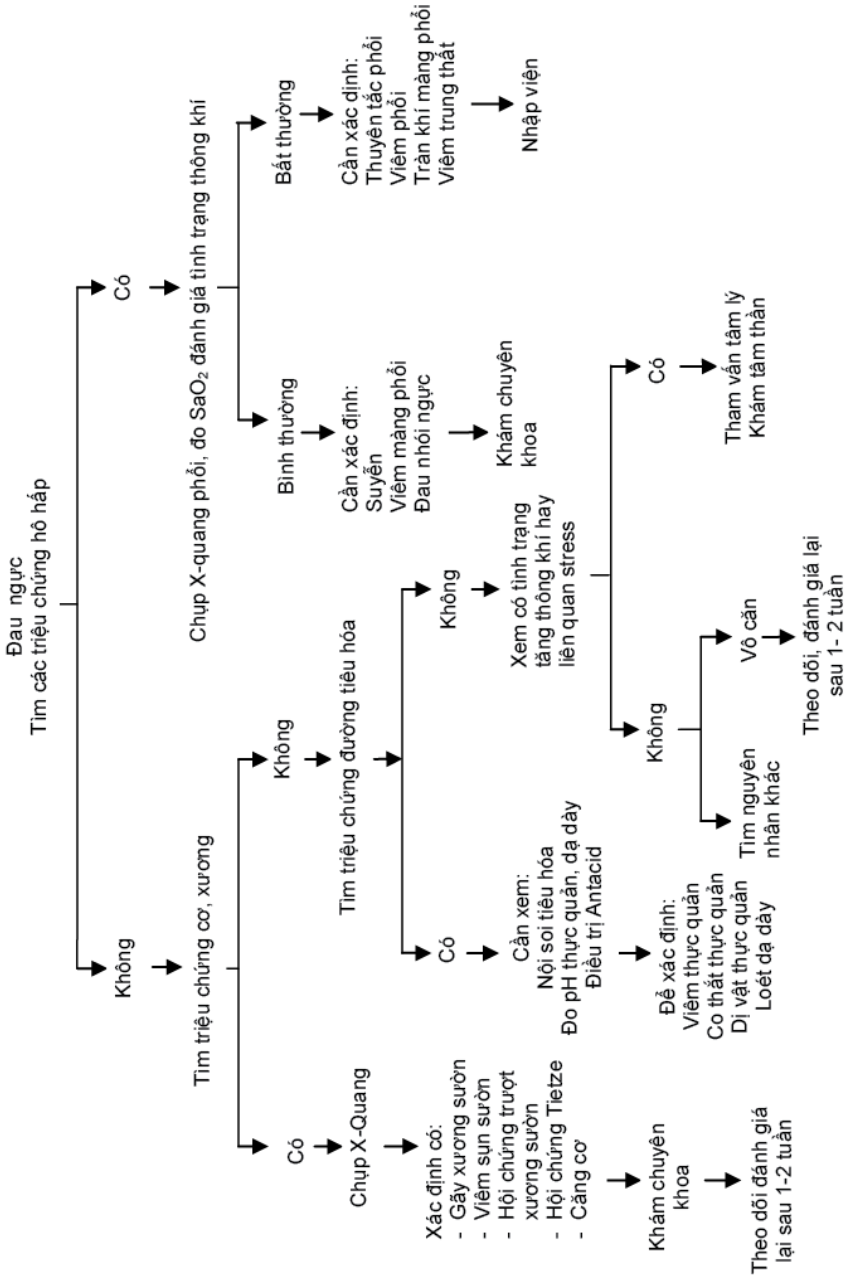 Đau ngực
Tìm các triệu chứng hô hấp
Không
Có
Tìm triệu chứng cơ, xương
Chụp X-quang phổi, đo SaO₂ đánh giá tình trạng thông khí
Có
Không
Bình thường
Bất thường
Chụp X-Quang
Tìm triệu chứng đường tiêu hóa
Cần xác định:
Suyễn
Viêm màng phổi
Đau nhói ngực
Cần xác định:
Thuyên tắc phổi
Viêm phổi
Tràn khí màng phổi
Viêm trung thất
Xác định có:
- Gãy xương sườn
- Viêm sụn sườn
- Hội chứng trượt
xương sườn
- Hội chứng Tietze
- Căng cơ
Có
Không
Khám chuyên
khoa
Nhập viện
Cần xem:
Nội soi tiêu hóa
Đo pH thực quản, dạ dày
Điều trị Antacid
Xem có tình trạng
tăng thông khí hay
liên quan stress
Khám chuyên
khoa
Để xác định:
Viêm thực quản
Co thắt thực quản
Dị vật thực quản
Loét dạ dày
Không
Có
Theo dõi đánh giá
lại sau 1-2 tuần
Tìm nguyên
nhân khác
Vô căn
Tham vấn tâm lý
Khám tâm thần
Theo dõi, đánh giá lại
sau 1- 2 tuần